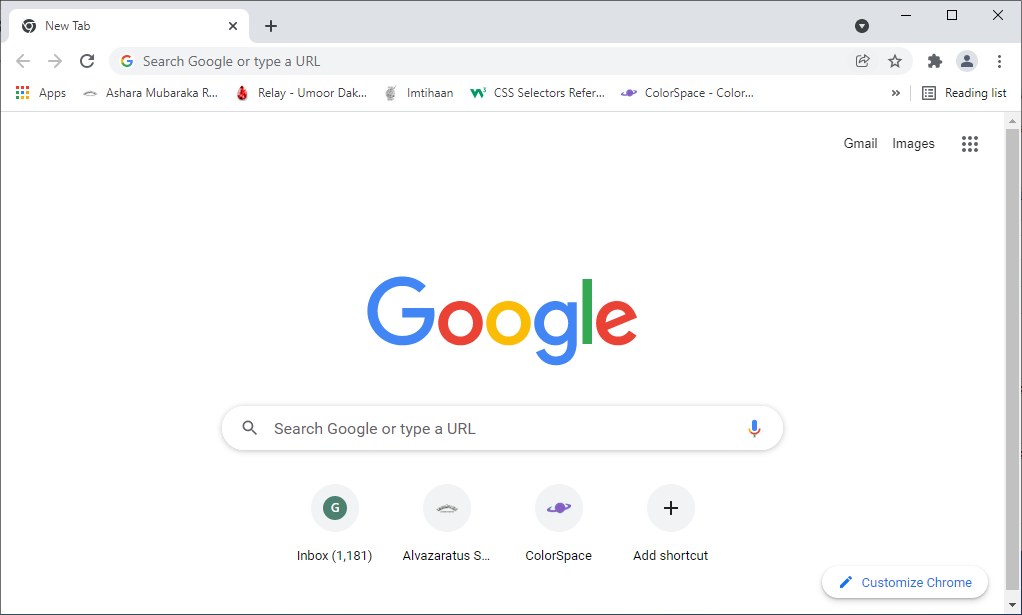 New Tab
Search Google or type a URL
Apps Ashara Mubaraka R... Relay - Umoor Dak... Imtihaan W3 CSS Selectors Refer... ColorSpace - Color... » Reading list
Gmail Images
Google
Search Google or type a URL
G
Inbox (1,181) Alvazaratus S... ColorSpace Add shortcut
Customize Chrome